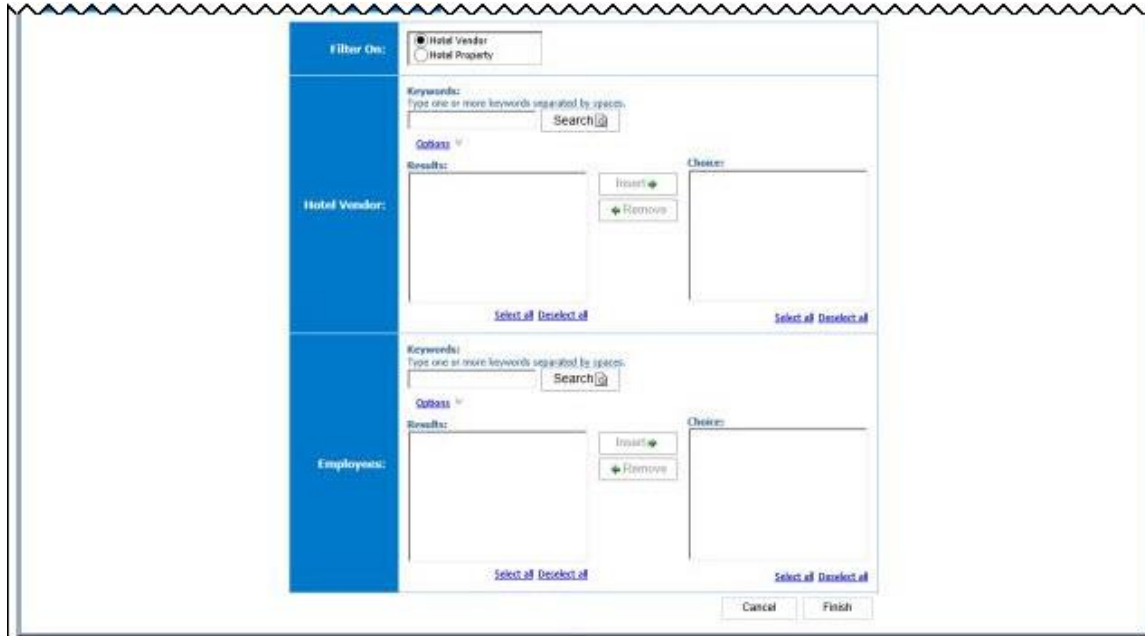 Filter On:
Hotel Vendor
Hotel Property
Hotel Vendor:
Keywords:
Type one or more keywords separated by spaces.
Search
Options
Results:
Choice:
Insert
Remove
Select all Deselect all
Select all Deselect all
Employees:
Keywords:
Type one or more keywords separated by spaces.
Search
Options
Results:
Choice:
Insert
Remove
Select all Deselect all
Select all Deselect all
Cancel Finish